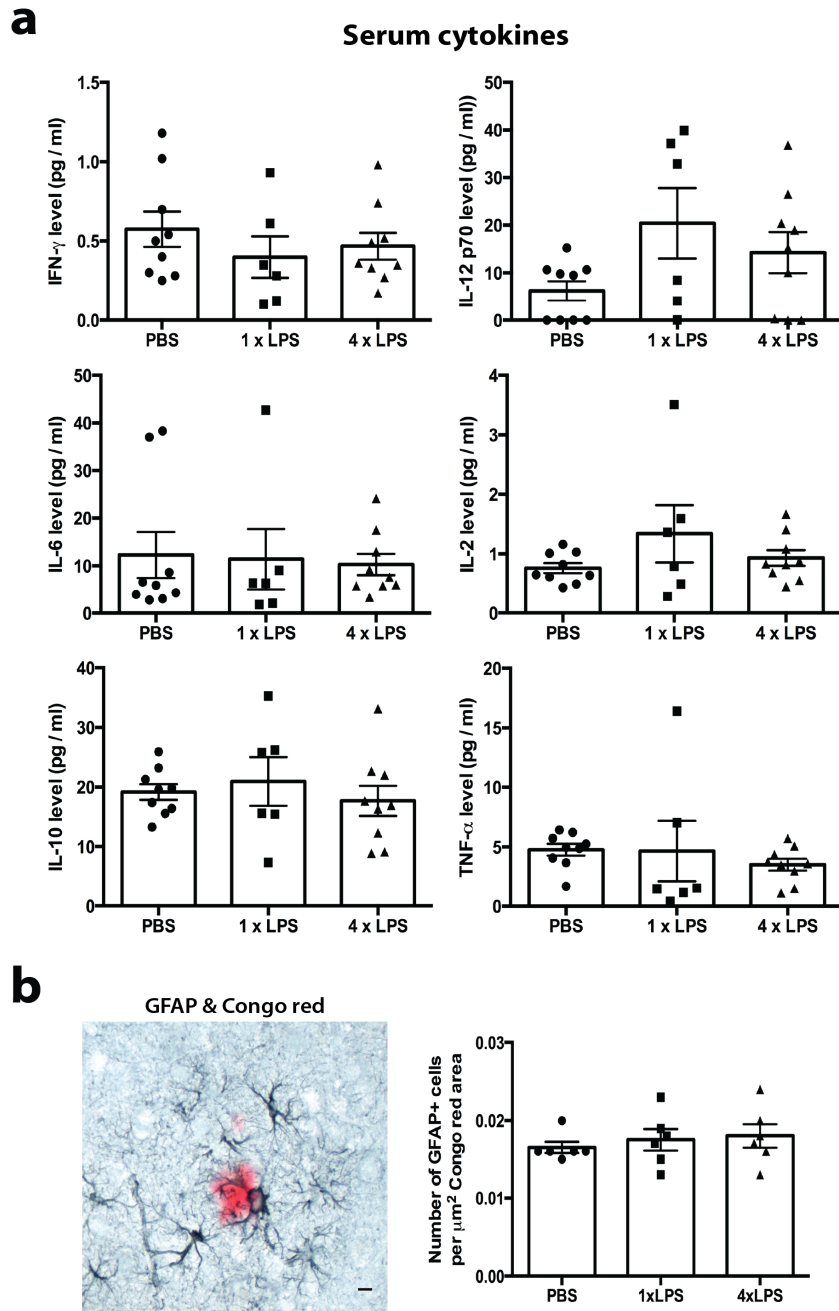 a
Serum cytokines
IFN-γ level (pg / ml)
1.5
1.0
0.5
0.0
PBS
1 x LPS
4 x LPS
IL-12 p70 level (pg / ml))
50
40
30
20
10
0
PBS
1 x LPS
4 x LPS
IL-6 level (pg / ml)
50
40
30
20
10
0
PBS
1 x LPS
4 x LPS
IL-2 level (pg / ml)
4
3
2
1
0
PBS
1 x LPS
4 x LPS
IL-10 level (pg / ml)
40
30
20
10
0
PBS
1 x LPS
4 x LPS
TNF-α level (pg / ml)
20
15
10
5
0
PBS
1 x LPS
4 x LPS
b
GFAP & Congo red
Number of GFAP+ cells
per μm² Congo red area
0.03
0.02
0.01
0.00
PBS
1xLPS
4xLPS